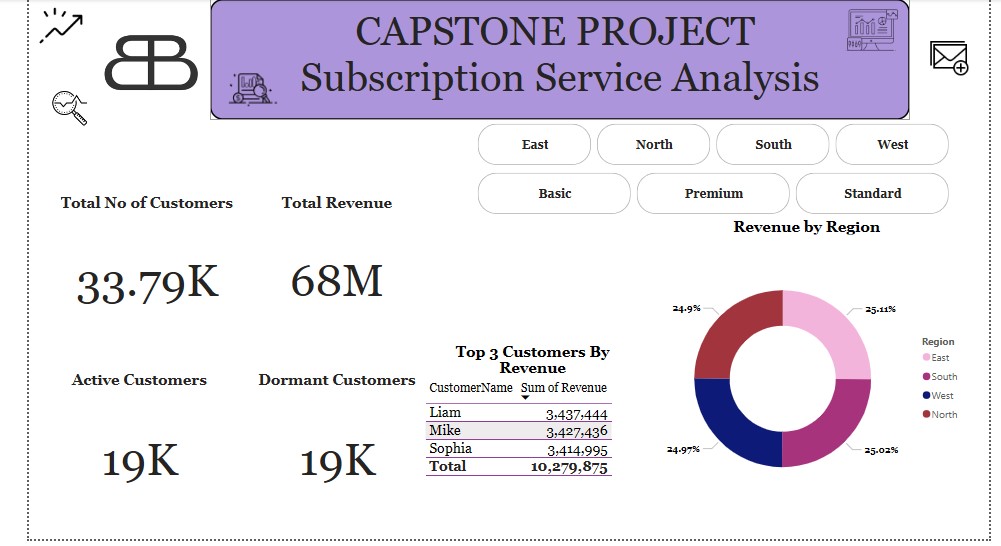 CAPSTONE PROJECT
Subscription Service Analysis
East
North
South
West
Basic
Premium
Standard
Total No of Customers
Total Revenue
33.79K
68M
Revenue by Region
24.9%
25.11%
24.97%
25.02%
Region
East
South
West
North
Active Customers
Dormant Customers
19K
19K
Top 3 Customers By
Revenue
CustomerName Sum of Revenue
Liam 3,437,444
Mike 3,427,436
Sophia 3,414,995
Total 10,279,875